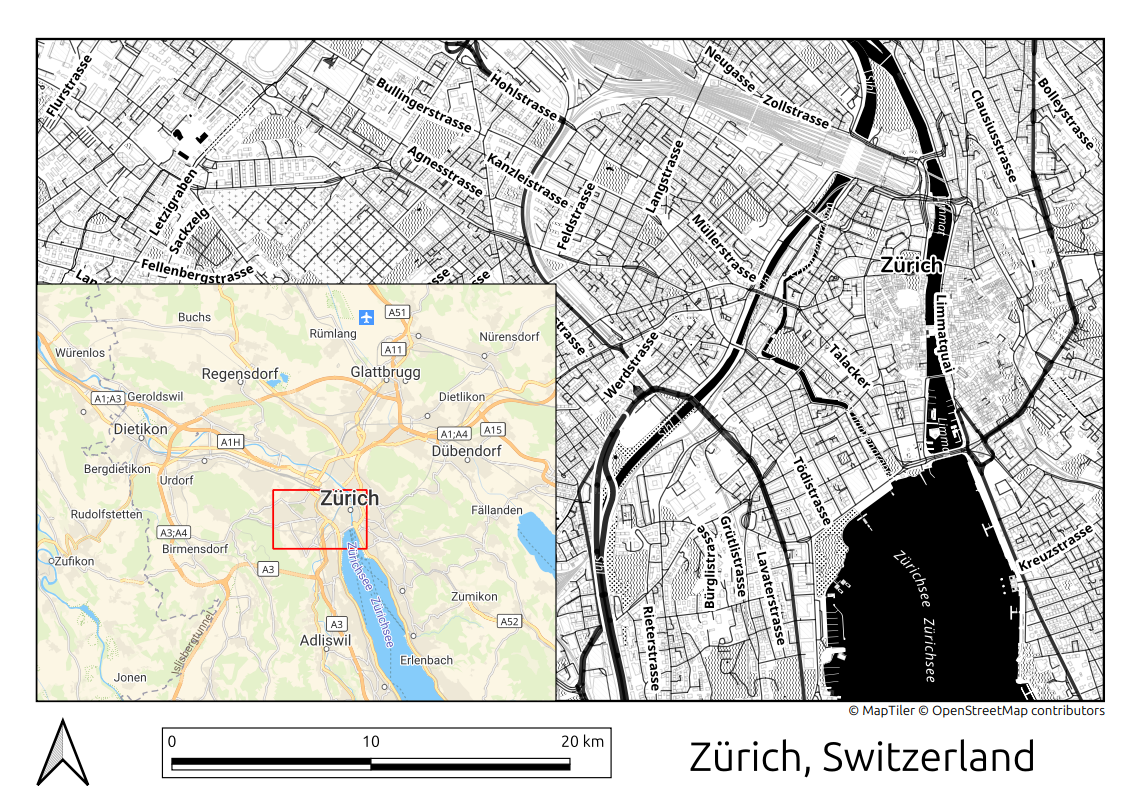 Flurstrasse
Bullingerstrasse
Hohlstrasse
Neugasse
Zollstrasse
Sihl
Clausiusstrasse
Bolleystrasse
Letzigraben
Sackzelg
Agnesstrasse
Kanzleistrasse
Feldstrasse
Langstrasse
Müllerstrasse
Sihl
Limmat
Zürich
Fellenbergstrasse
Limmatquai
Werdstrasse
Talacker
Sihl
Tödistrasse
Grütlistrasse
Bürglistrasse
Lavaterstrasse
Rieterstrasse
Kreuzstrasse
Zürichsee Zürichsee
Sihl
Buchs
Rümlang
A51
Nürensdorf
Würenlos
A11
Regensdorf
Glattbrugg
A1;A3
Geroldswil
Dietlikon
Dietikon
A1H
A1;A4
A15
Dübendorf
Bergdietikon
Urdorf
Zürich
Rudolfstetten
Fällanden
A3;A4
Birmensdorf
Zufikon
A3
Zürichsee Zürichsee
Zumikon
Islisbergtunnel
A3
A52
Adliswil
Erlenbach
Jonen
© MapTiler © OpenStreetMap contributors
0 10 20 km
Zürich, Switzerland